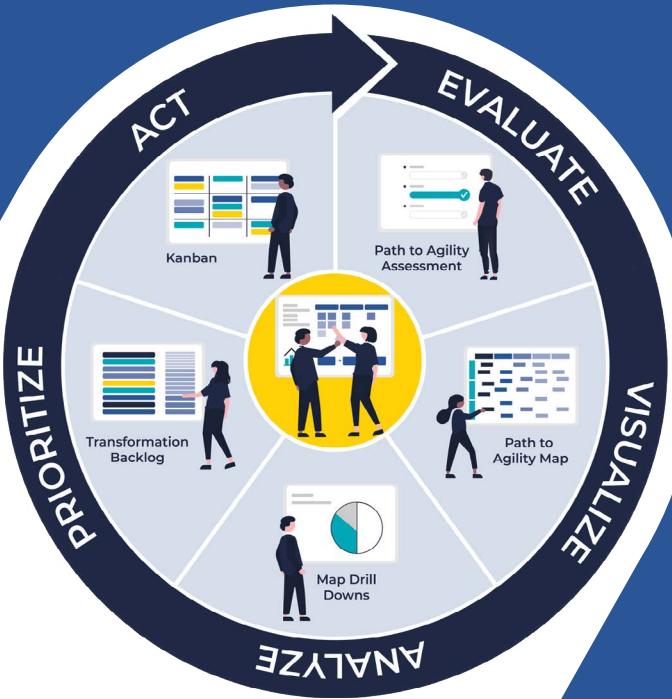 EVALUATE
Path to Agility
Assessment
VISUALIZE
Path to
Agility Map
ANALYZE
Map Drill
Downs
PRIORITIZE
Transformation
Backlog
ACT
Kanban